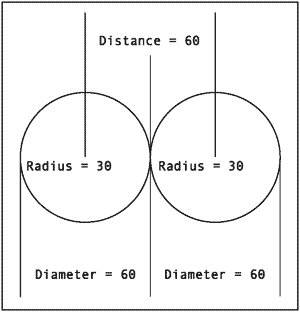 Distance = 60
Radius = 30 Radius = 30
Diameter = 60 Diameter = 60